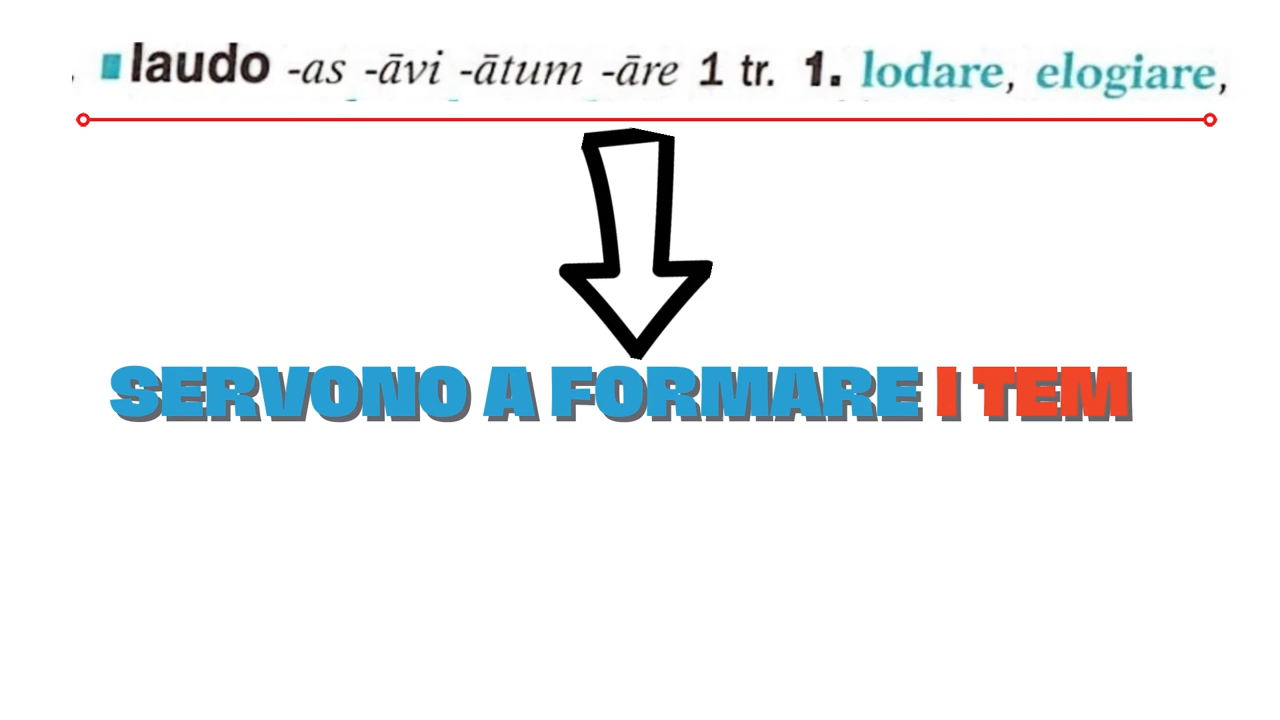 , laudo -as -āvi -ātum -āre 1 tr. 1. lodare, elogiare,
SERVONO A FORMARE I TEM